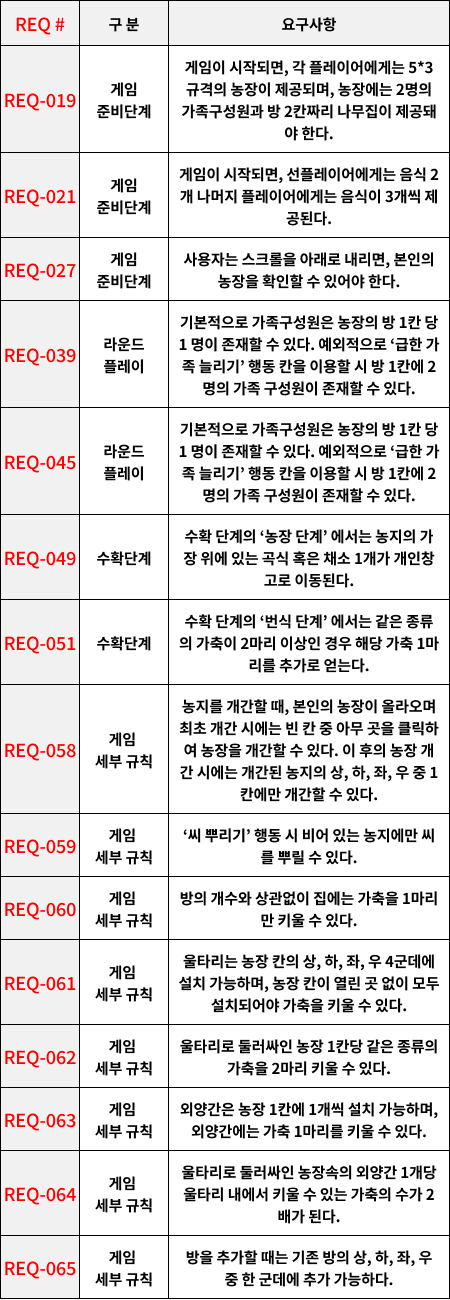 REQ #
구 분
요구사항
REQ-019
게임
준비단계
게임이 시작되면, 각 플레이어에게는 5*3
규격의 농장이 제공되며, 농장에는 2명의
가족구성원과 방 2칸짜리 나무집이 제공돼
야 한다.
REQ-021
게임
준비단계
게임이 시작되면, 선플레이어에게는 음식 2
개 나머지 플레이어에게는 음식이 3개씩 제
공된다.
REQ-027
게임
준비단계
사용자는 스크롤을 아래로 내리면, 본인의
농장을 확인할 수 있어야 한다.
REQ-039
라운드
플레이
기본적으로 가족구성원은 농장의 방 1칸 당
1 명이 존재할 수 있다. 예외적으로 ‘급한 가
족 늘리기’ 행동 칸을 이용할 시 방 1칸에 2
명의 가족 구성원이 존재할 수 있다.
REQ-045
라운드
플레이
기본적으로 가족구성원은 농장의 방 1칸 당
1 명이 존재할 수 있다. 예외적으로 ‘급한 가
족 늘리기’ 행동 칸을 이용할 시 방 1칸에 2
명의 가족 구성원이 존재할 수 있다.
REQ-049
수확단계
수확 단계의 ‘농장 단계’ 에서는 농지의 가
장 위에 있는 곡식 혹은 채소 1개가 개인창
고로 이동된다.
REQ-051
수확단계
수확 단계의 ‘번식 단계’ 에서는 같은 종류
의 가축이 2마리 이상인 경우 해당 가축 1마
리를 추가로 얻는다.
REQ-058
게임
세부 규칙
농지를 개간할 때, 본인의 농장이 올라오며
최초 개간 시에는 빈 칸 중 아무 곳을 클릭하
여 농장을 개간할 수 있다. 이 후의 농장 개
간 시에는 개간된 농지의 상, 하, 좌, 우 중 1
칸에만 개간할 수 있다.
REQ-059
게임
세부 규칙
‘씨 뿌리기’ 행동 시 비어 있는 농지에만 씨
를 뿌릴 수 있다.
REQ-060
게임
세부 규칙
방의 개수와 상관없이 집에는 가축을 1마리
만 키울 수 있다.
REQ-061
게임
세부 규칙
울타리는 농장 칸의 상, 하, 좌, 우 4군데에
설치 가능하며, 농장 칸이 열린 곳 없이 모두
설치되어야 가축을 키울 수 있다.
REQ-062
게임
세부 규칙
울타리로 둘러싸인 농장 1칸당 같은 종류의
가축을 2마리 키울 수 있다.
REQ-063
게임
세부 규칙
외양간은 농장 1칸에 1개씩 설치 가능하며,
외양간에는 가축 1마리를 키울 수 있다.
REQ-064
게임
세부 규칙
울타리로 둘러싸인 농장속의 외양간 1개당
울타리 내에서 키울 수 있는 가축의 수가 2
배가 된다.
REQ-065
게임
세부 규칙
방을 추가할 때는 기존 방의 상, 하, 좌, 우
중 한 군데에 추가 가능하다.